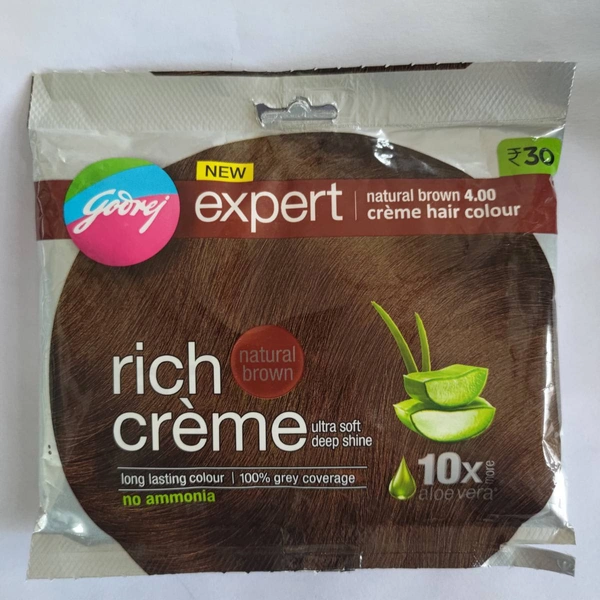 ₹30
Godrej
NEW
expert
natural brown 4.00
crème hair colour
rich
crème
natural
brown
ultra soft
deep shine
long lasting colour | 100% grey coverage
no ammonia
10x more
aloe vera*